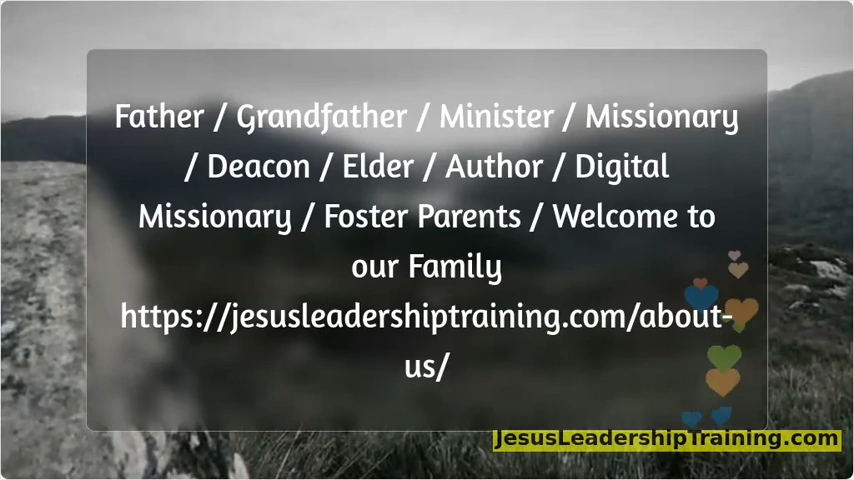 Father / Grandfather / Minister / Missionary
/ Deacon / Elder / Author / Digital
Missionary / Foster Parents / Welcome to
our Family
https://jesusleadershiptraining.com/about-
us/
JesusLeadershipTraining.com